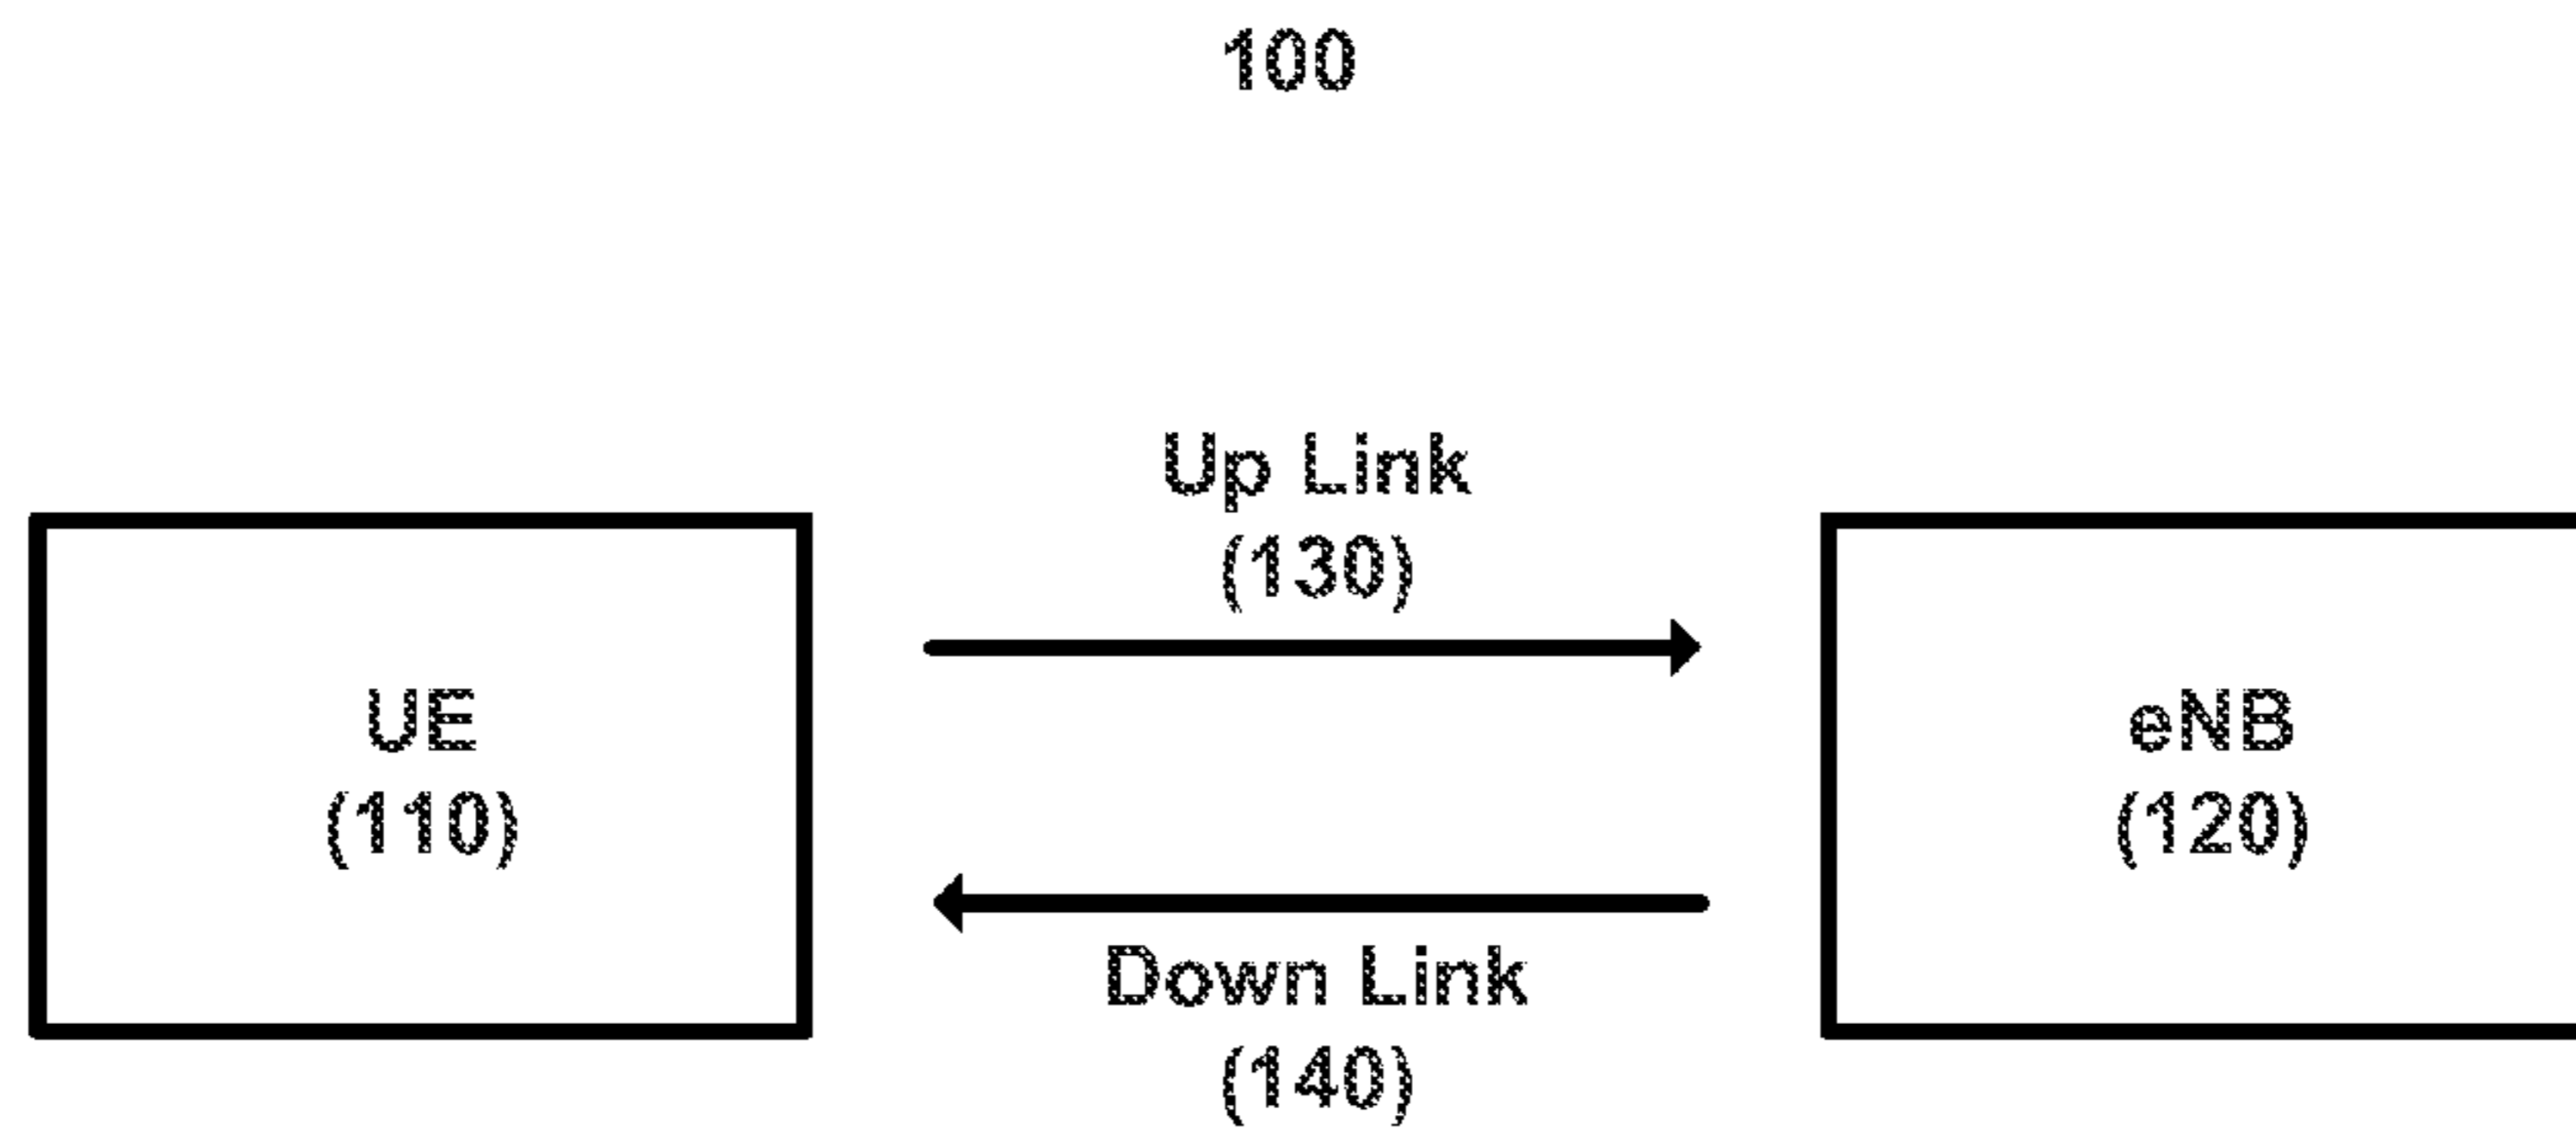 100
Up Link
(130)
UE
(110)
eNB
(120)
Down Link
(140)